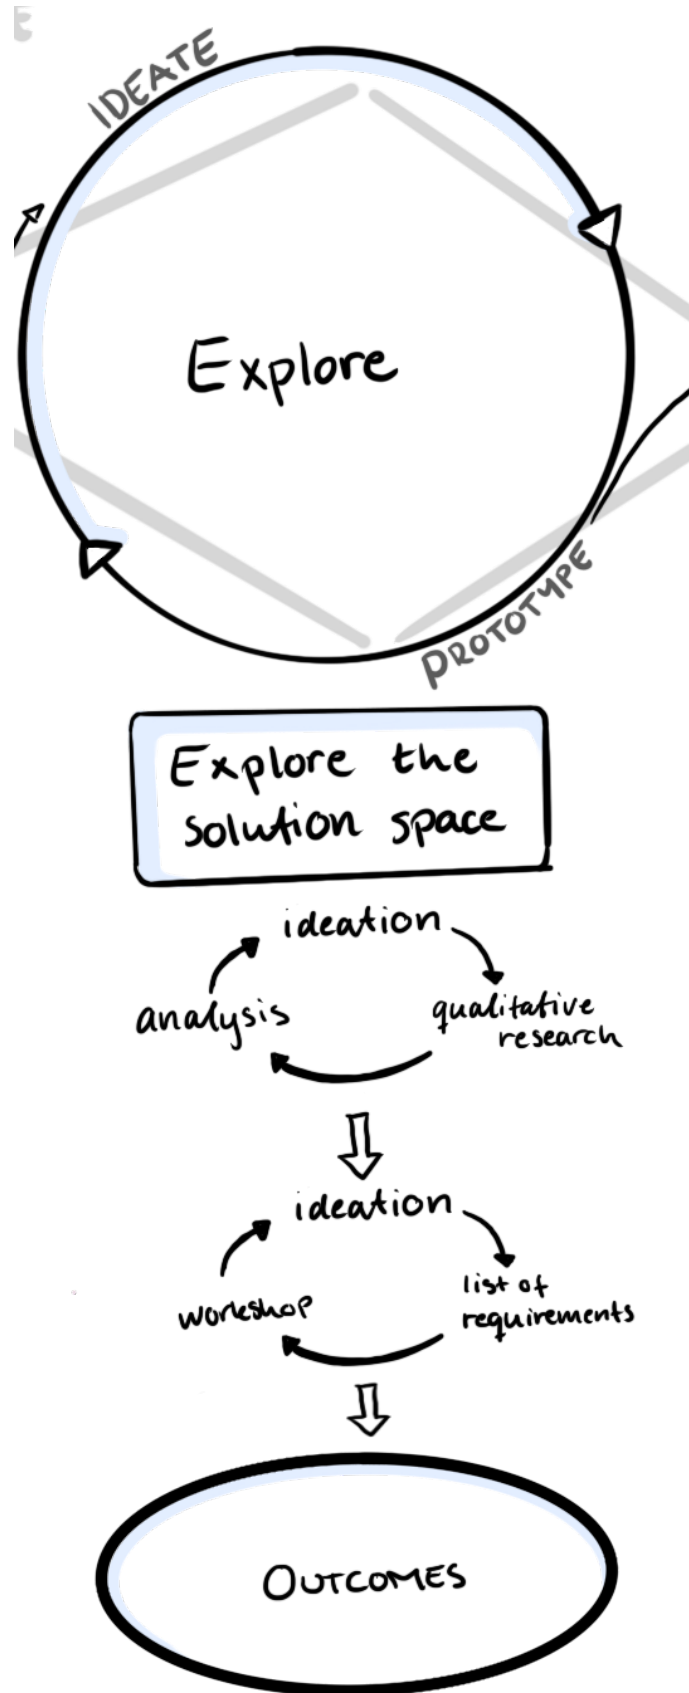 IDEATE
Explore
PROTOTYPE
Explore the
solution space
ideation
analysis
qualitative
research
ideation
workshop
list of
requirements
OUTCOMES